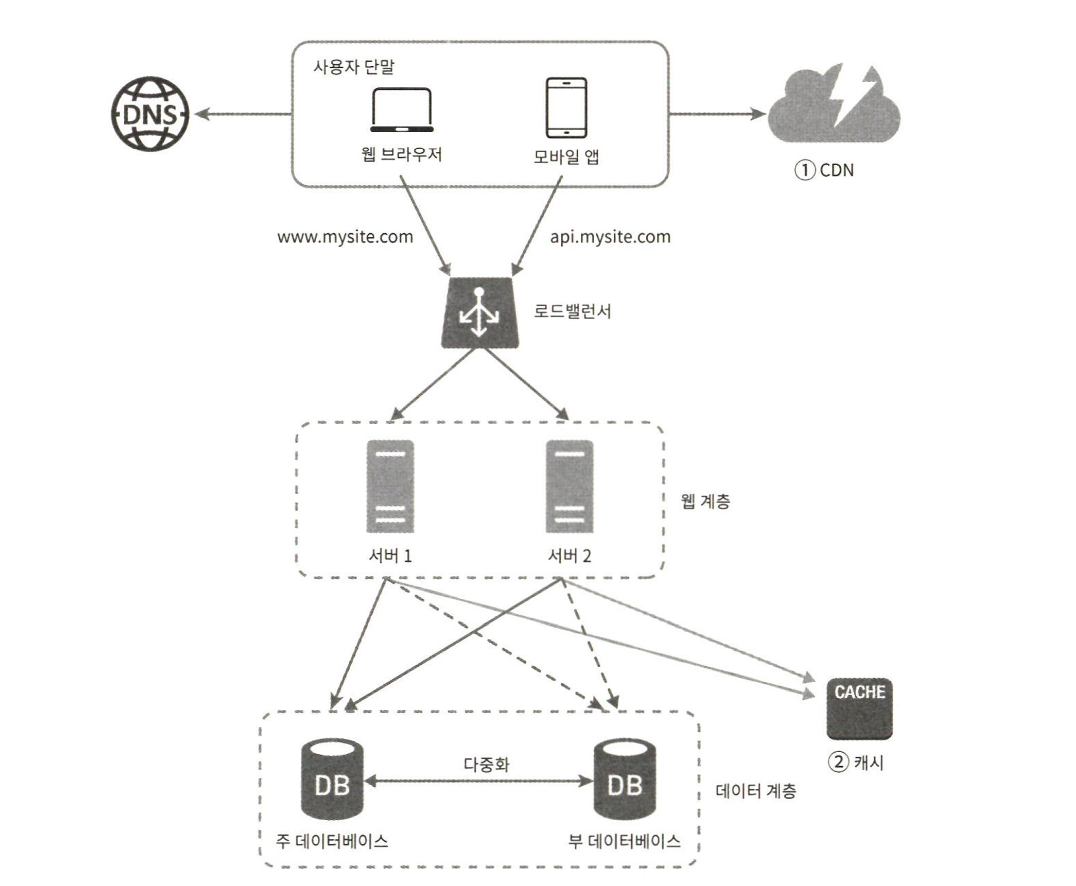 사용자 단말
DNS
웹 브라우저
모바일 앱
① CDN
www.mysite.com
api.mysite.com
로드밸런서
웹 계층
서버 1
서버 2
CACHE
② 캐시
다중화
DB
DB
데이터 계층
주 데이터베이스
부 데이터베이스